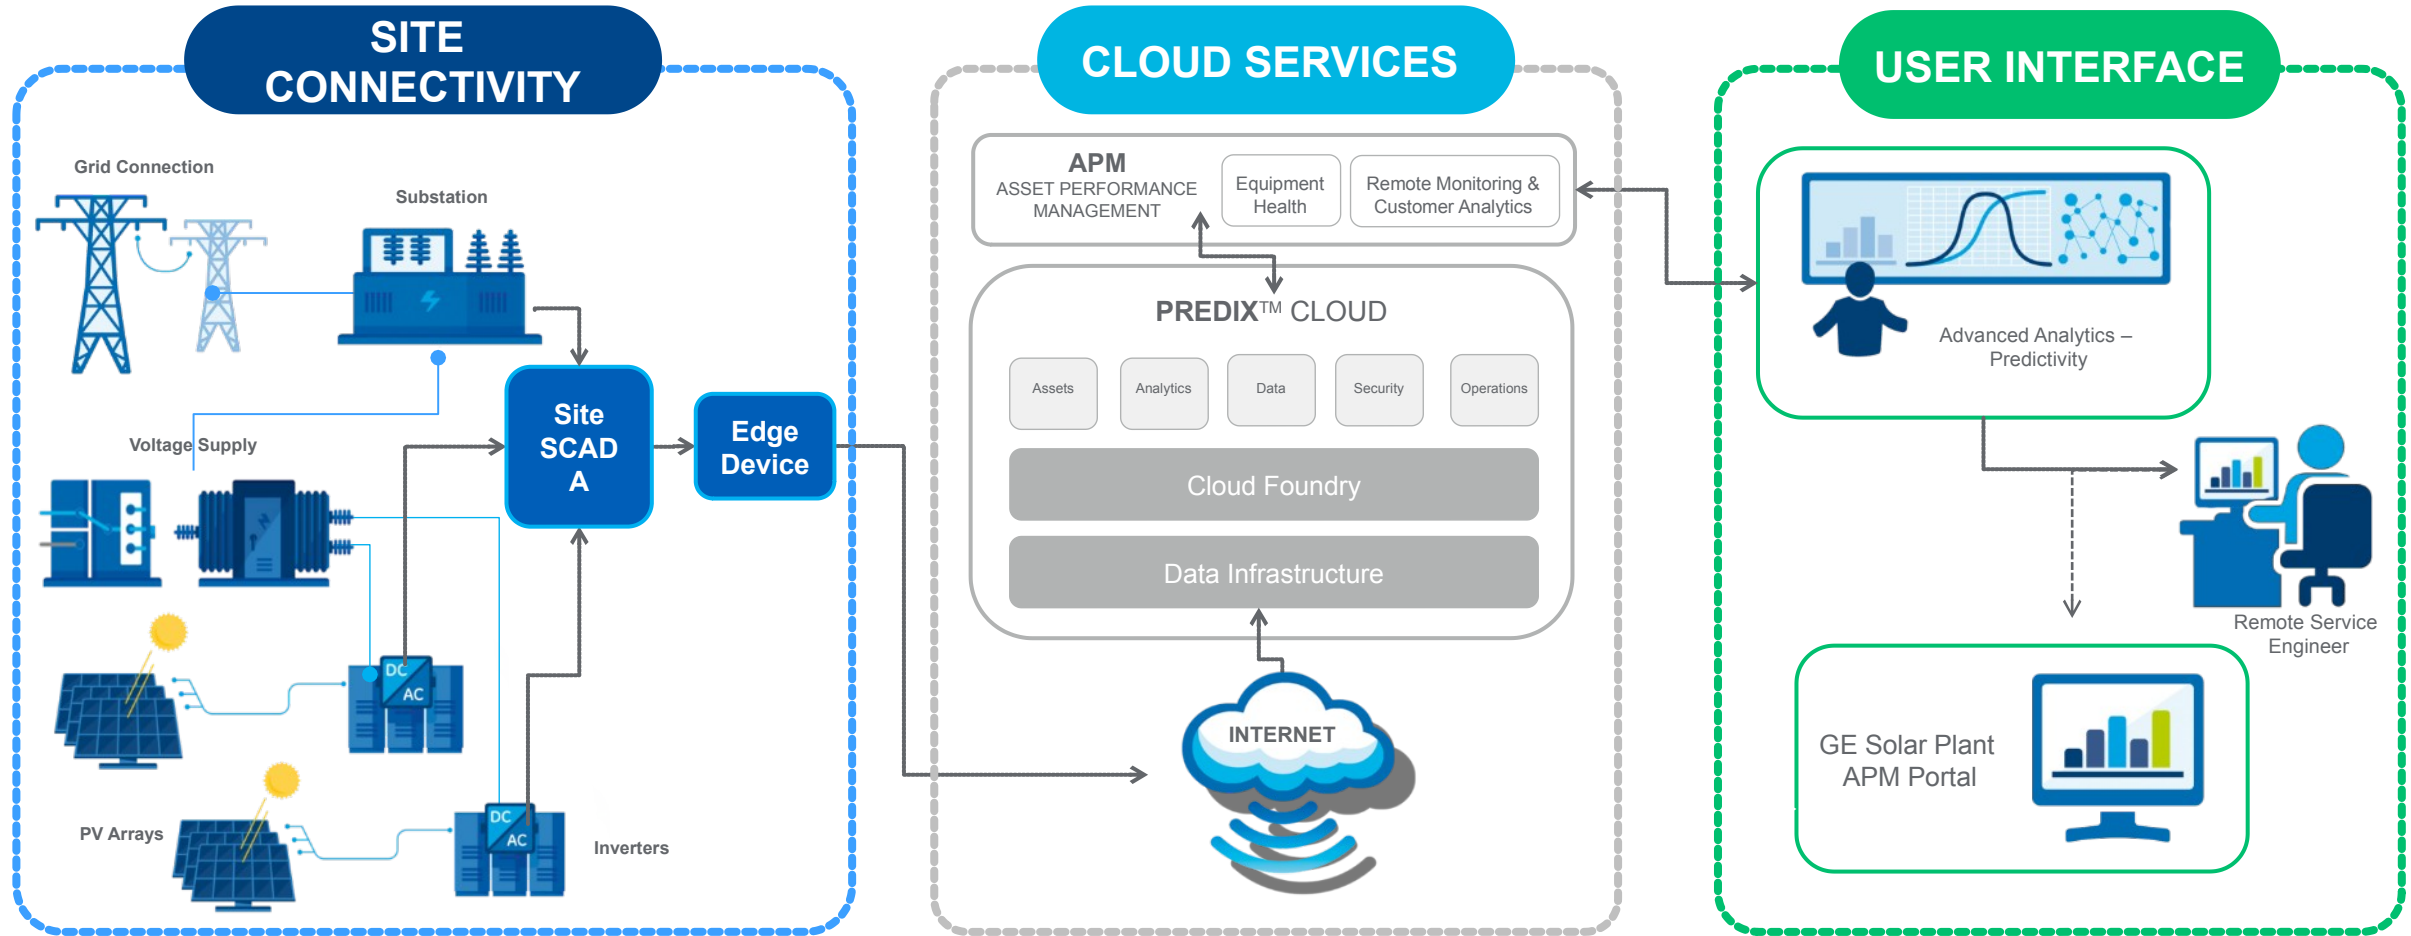 SITE
CONNECTIVITY
Grid Connection
Substation
Voltage Supply
Site
SCAD
A
Edge
Device
DC
AC
DC
AC
PV Arrays
Inverters
CLOUD SERVICES
APM
ASSET PERFORMANCE
MANAGEMENT
Equipment
Health
Remote Monitoring &
Customer Analytics
PREDIX™ CLOUD
Assets
Analytics
Data
Security
Operations
Cloud Foundry
Data Infrastructure
INTERNET
USER INTERFACE
Advanced Analytics –
Predictivity
Remote Service
Engineer
GE Solar Plant
APM Portal